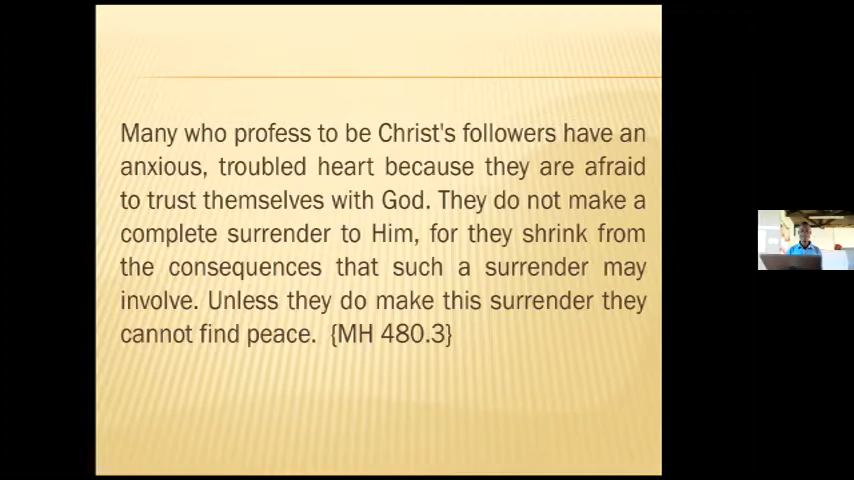 Many who profess to be Christ's followers have an
anxious, troubled heart because they are afraid
to trust themselves with God. They do not make a
complete surrender to Him, for they shrink from
the consequences that such a surrender may
involve. Unless they do make this surrender they
cannot find peace. {MH 480.3}